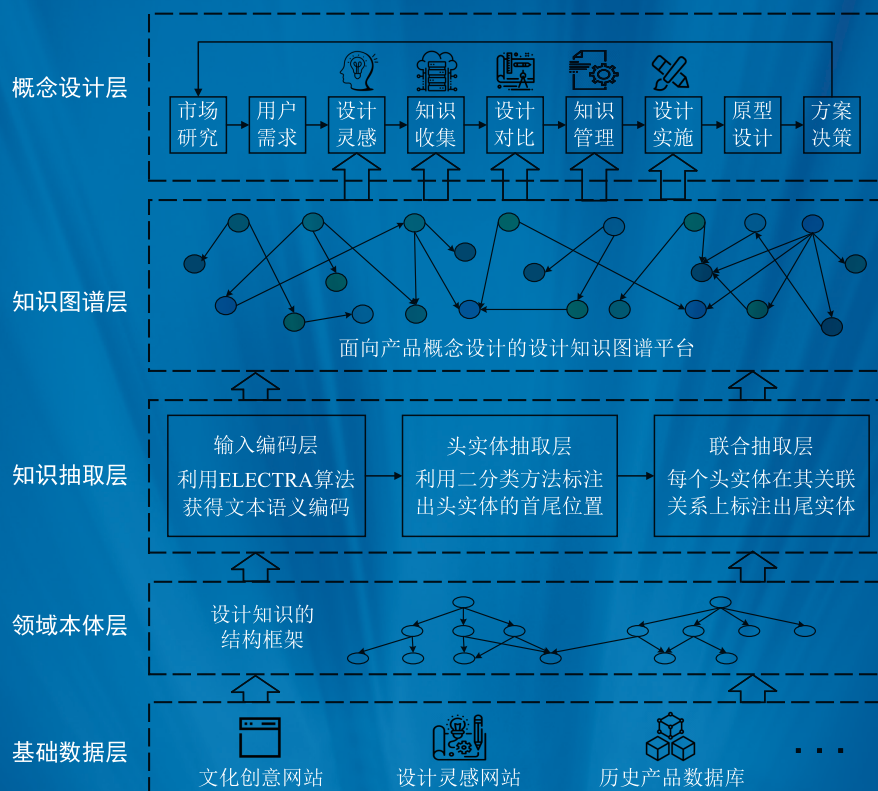 概念设计层
市场
研究
用户
需求
设计
灵感
知识
收集
设计
对比
知识
管理
设计
实施
原型
设计
方案
决策
知识图谱层
面向产品概念设计的设计知识图谱平台
知识抽取层
输入编码层
利用ELECTRA算法
获得文本语义编码
头实体抽取层
利用二分类方法标注
出头实体的首尾位置
联合抽取层
每个头实体在其关联
关系上标注出尾实体
领域本体层
设计知识的
结构框架
基础数据层
文化创意网站
设计灵感网站
历史产品数据库
···